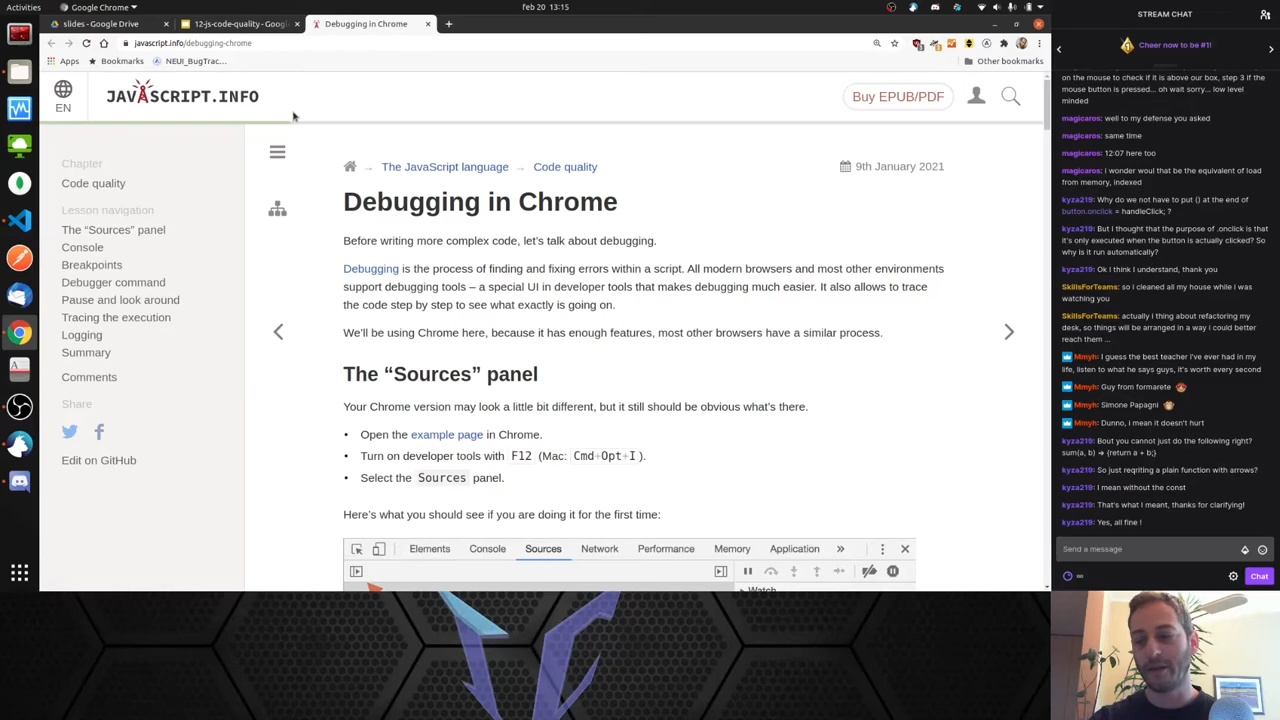 Activities
Google Chrome
Feb 20 13:15
slides - Google Drive
12-js-code-quality - Googl
Debugging in Chrome
javascript.info/debugging-chrome
Apps
Bookmarks
NEUI_BugTrac...
Other bookmarks
EN
JAVASCRIPT.INFO
Buy EPUB/PDF
Chapter
Code quality
Lesson navigation
The “Sources” panel
Console
Breakpoints
Debugger command
Pause and look around
Tracing the execution
Logging
Summary
Comments
Share
Edit on GitHub
The JavaScript language → Code quality
9th January 2021
Debugging in Chrome
Before writing more complex code, let’s talk about debugging.
Debugging is the process of finding and fixing errors within a script. All modern browsers and most other environments
support debugging tools – a special UI in developer tools that makes debugging much easier. It also allows to trace
the code step by step to see what exactly is going on.
We’ll be using Chrome here, because it has enough features, most other browsers have a similar process.
The “Sources” panel
Your Chrome version may look a little bit different, but it still should be obvious what’s there.
• Open the example page in Chrome.
• Turn on developer tools with F12 (Mac: Cmd+Opt+I).
• Select the Sources panel.
Here’s what you should see if you are doing it for the first time:
Elements Console Sources Network Performance Memory Application »
Watch
STREAM CHAT
Cheer now to be #1!
on the mouse to check if it is above our box, step 3 if the
mouse button is pressed... oh wait sorry... low level
minded
magicaros: well to my defense you asked
magicaros: same time
magicaros: 12:07 here too
magicaros: i wonder woul that be the equivalent of load
from memory, indexed
kyza219: Why do we not have to put () at the end of
button.onclick = handleClick; ?
kyza219: But I thought that the purpose of .onclick is that
it's only executed when the button is actually clicked? So
why is it run automatically?
kyza219: Ok I think I understand, thank you
SkillsForTeams: so i cleaned all my house while i was
watching you
SkillsForTeams: actually i thing about refactoring my
desk, so things will be arranged in a way i could better
reach them ...
Mmyh: I guess the best teacher I've ever had in my
life, listen to what he says guys, it's worth every second
Mmyh: Guy from formarete
Mmyh: Simone Papagni
Mmyh: Dunno, i mean it doesn't hurt
kyza219: Bout you cannot just do the following right?
sum(a, b) => {return a + b;}
kyza219: So just reqriting a plain function with arrows?
kyza219: I mean without the const
kyza219: That's what I meant, thanks for clarifying!
kyza219: Yes, all fine !
Send a message
Chat